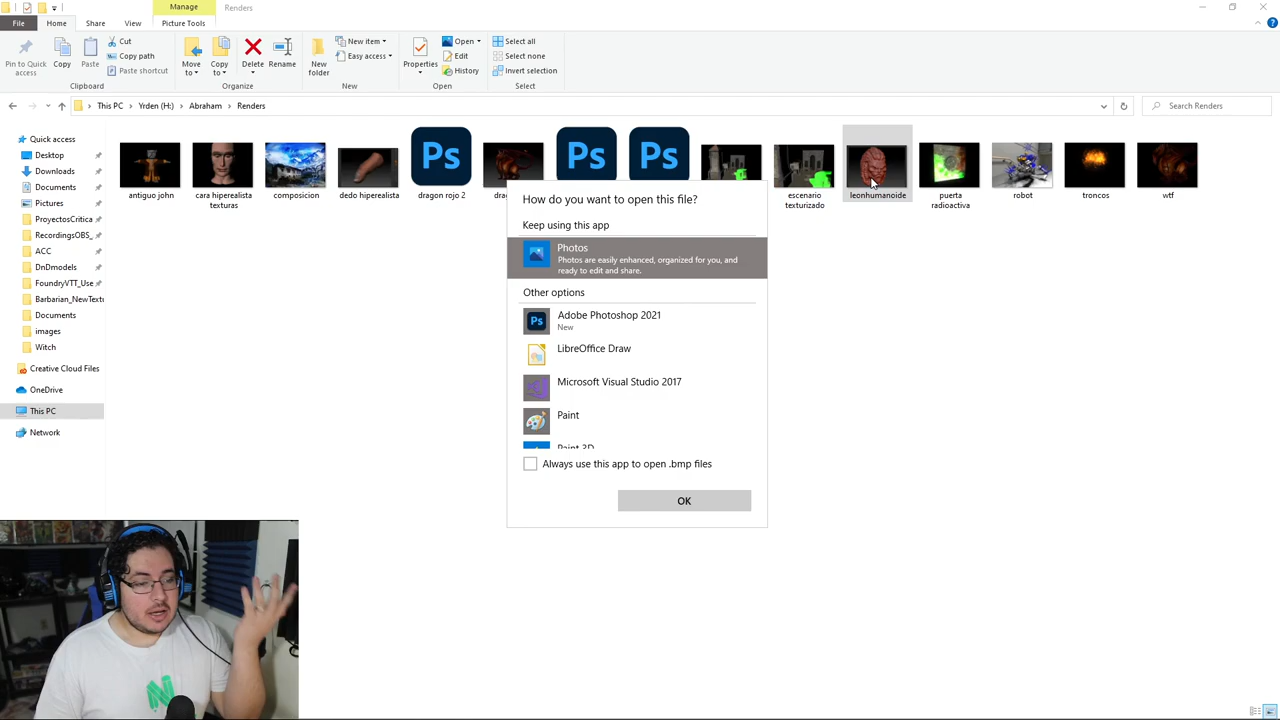 Manage
Renders
File
Home
Share
View
Picture Tools
Pin to Quick
access
Copy
Paste
Cut
Copy path
Paste shortcut
Clipboard
Move
to
Copy
to
Delete
Rename
Organize
New
folder
New item
Easy access
New
Properties
Open
Edit
History
Open
Select all
Select none
Invert selection
Select
This PC
Yrden (H:)
Abraham
Renders
Search Renders
Quick access
Desktop
Downloads
Documents
Pictures
ProyectosCritica
RecordingsOBS_
ACC
DnDmodels
FoundryVTT_Use
Barbarian_NewTextu
Documents
images
Witch
Creative Cloud Files
OneDrive
This PC
Network
antiguo john
cara hiperealista
texturas
composicion
dedo hiperealista
Ps
dragon rojo 2
Ps
Ps
escenario
texturizado
leonhumanoide
puerta
radioactiva
robot
troncos
wtf
How do you want to open this file?
Keep using this app
Photos
Photos are easily enhanced, organized for you, and
ready to edit and share.
Other options
Ps
Adobe Photoshop 2021
New
LibreOffice Draw
Microsoft Visual Studio 2017
Paint
Paint 3D
Always use this app to open .bmp files
OK